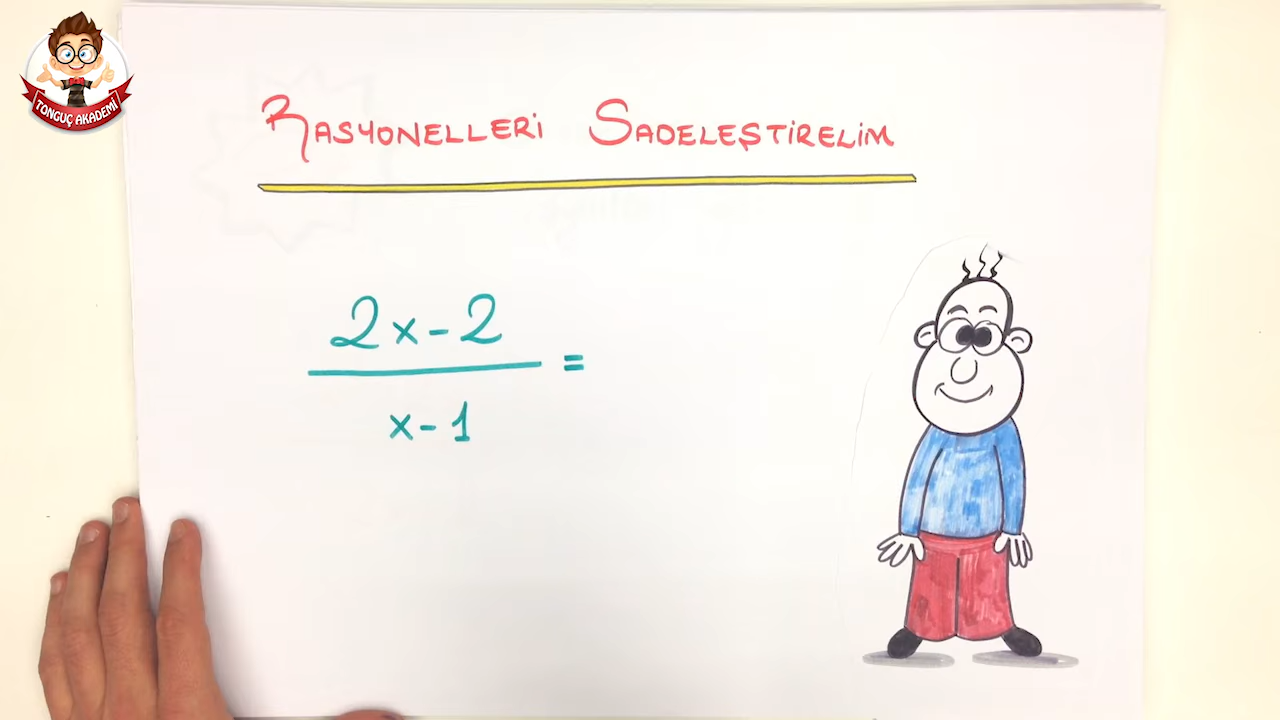 TONGUÇ AKADEMİ
RASYONELLERİ SADELEŞTİRELİM
2x-2
=
x-1